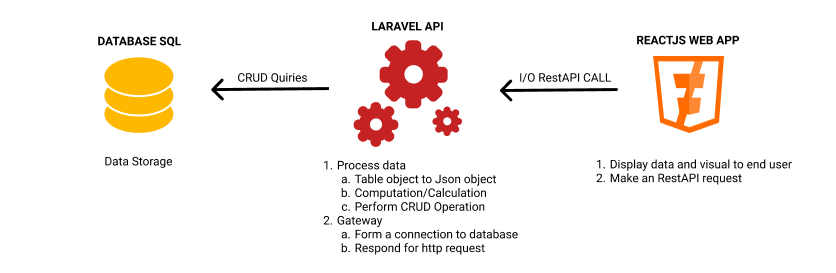 DATABASE SQL
CRUD Quiries
Data Storage
LARAVEL API
1. Process data
a. Table object to Json object
b. Computation/Calculation
c. Perform CRUD Operation
2. Gateway
a. Form a connection to database
b. Respond for http request
I/O RestAPI CALL
REACTJS WEB APP
1. Display data and visual to end user
2. Make an RestAPI request